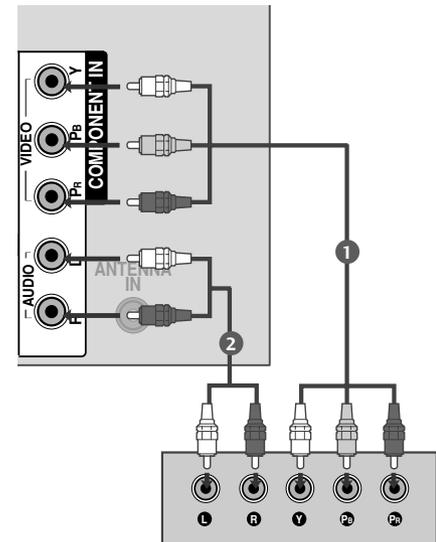 COMPONENT IN
VIDEO
Y
PB
PR
AUDIO
L
R
ANTENNA
IN
1
2
L
R
Y
PB
PR